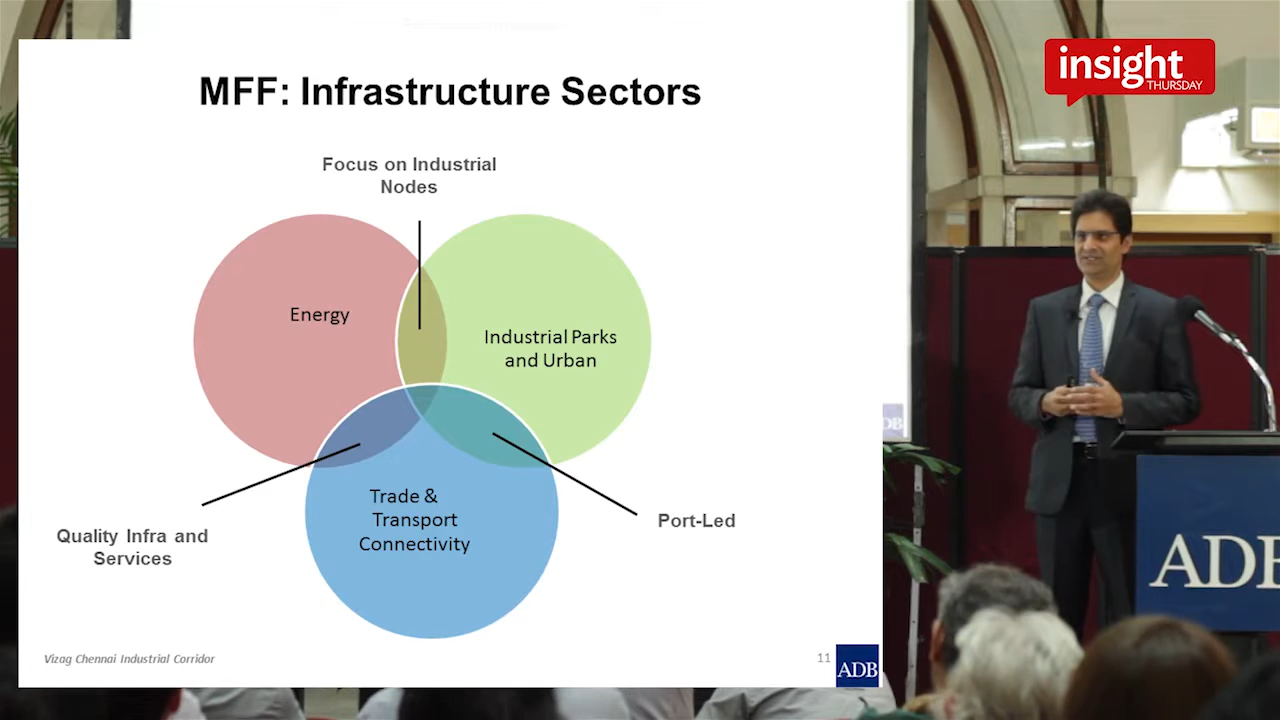 MFF: Infrastructure Sectors
insight
THURSDAY
Focus on Industrial
Nodes
Energy
Industrial Parks
and Urban
Trade &
Transport
Connectivity
Quality Infra and
Services
Port-Led
Vizag Chennai Industrial Corridor
11
ADB
DB
ADB